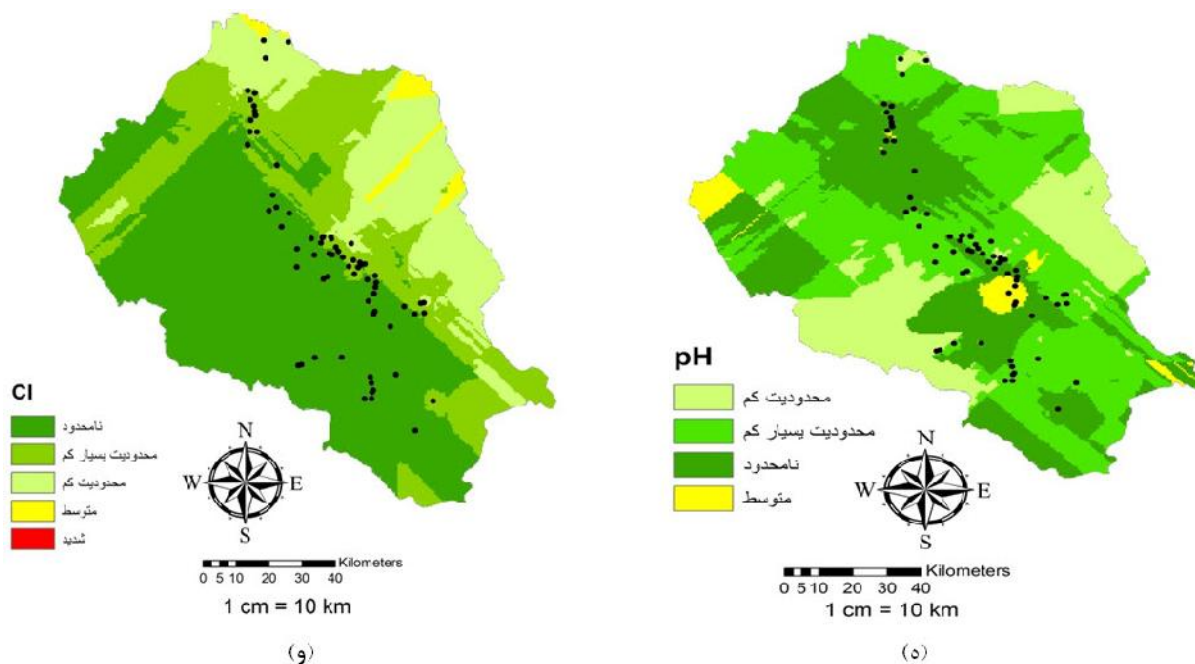 Cl
نامحدود
محدودیت بسیار کم
محدودیت کم
متوسط
شدید
N
W E
S
Kilometers
0 5 10 20 30 40
1 cm = 10 km
(و)
pH
محدودیت کم
محدودیت بسیار کم
نامحدود
متوسط
N
W E
S
Kilometers
0 5 10 20 30 40
1 cm = 10 km
(ه)